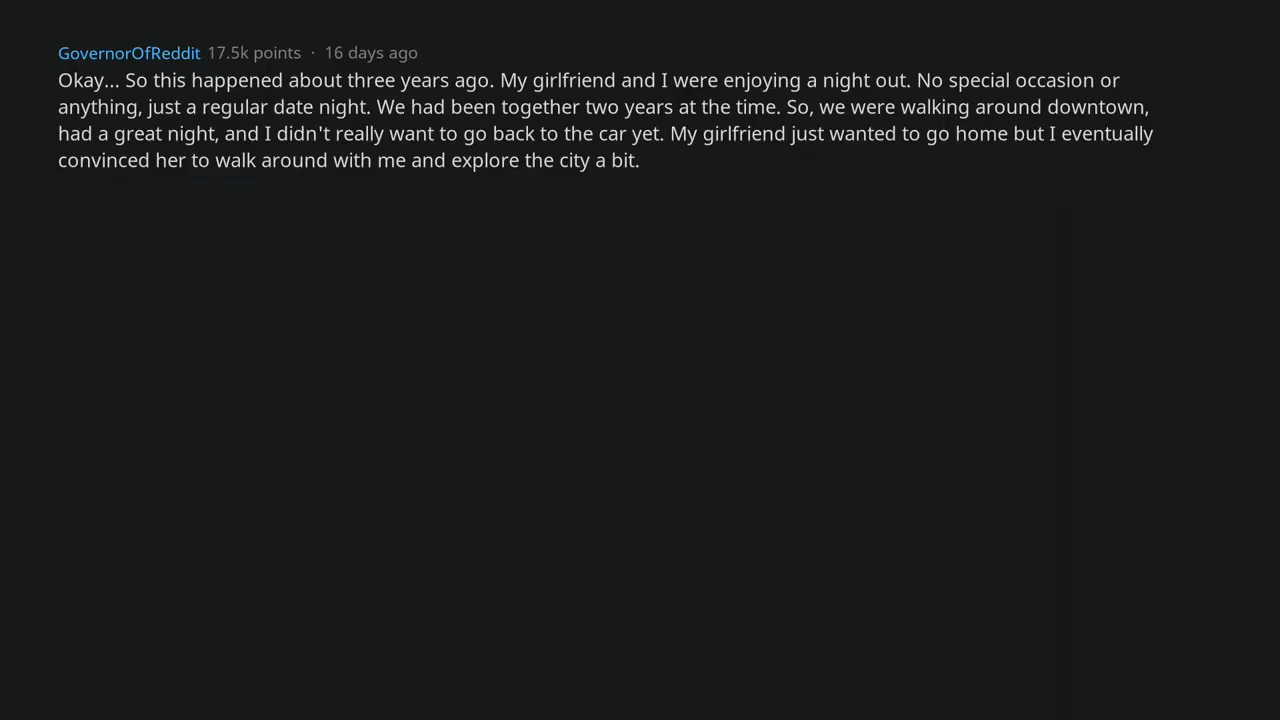 GovernorOfReddit 17.5k points · 16 days ago
Okay... So this happened about three years ago. My girlfriend and I were enjoying a night out. No special occasion or
anything, just a regular date night. We had been together two years at the time. So, we were walking around downtown,
had a great night, and I didn't really want to go back to the car yet. My girlfriend just wanted to go home but I eventually
convinced her to walk around with me and explore the city a bit.